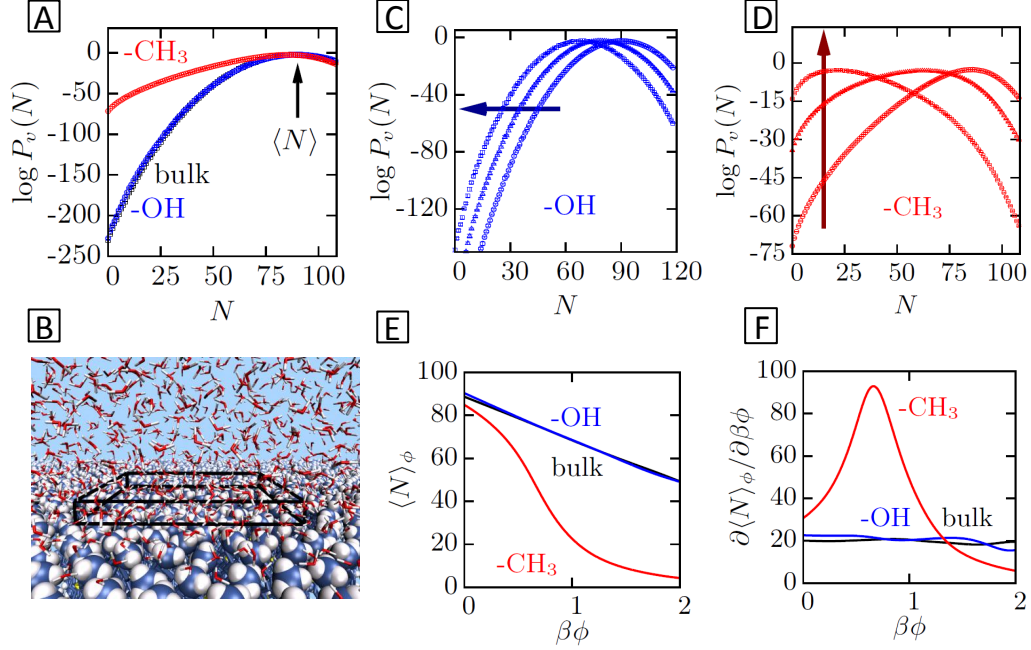 A
-CH₃
log Pᵥ(N)
0
-50
-100
-150
-200
-250
⟨N⟩
bulk
-OH
0 25 50 75 100
N
C
log Pᵥ(N)
0
-40
-80
-120
-OH
0 30 60 90 120
N
D
log Pᵥ(N)
0
-15
-30
-45
-60
-75
-CH₃
0 25 50 75 100
N
B
E
⟨N⟩ϕ
100
80
60
40
20
0
-OH
bulk
-CH₃
0 1 2
βϕ
F
∂⟨N⟩ϕ/∂βϕ
100
80
60
40
20
0
-CH₃
-OH
bulk
0 1 2
βϕ